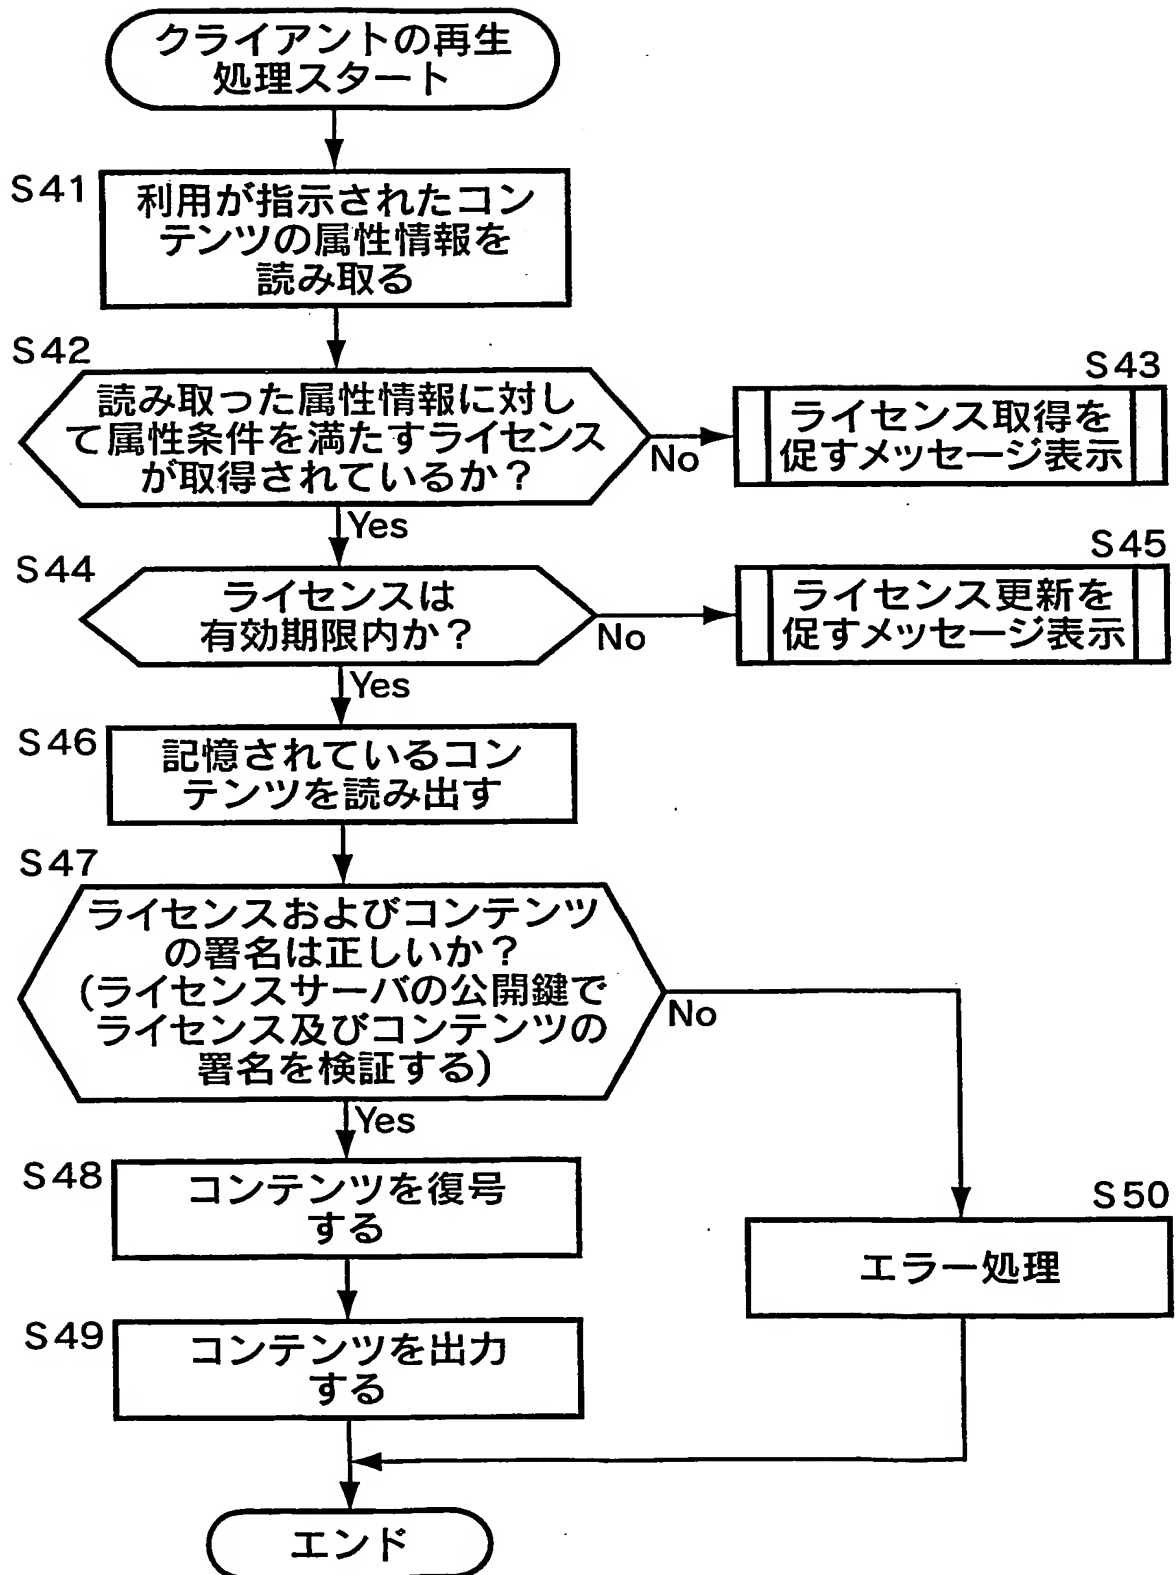 クライアントの再生
処理スタート
S41
利用が指示されたコン
テンツの属性情報を
読み取る
S42
読み取った属性情報に対し
て属性条件を満たすライセンス
が取得されているか？
No
S43
ライセンス取得を
促すメッセージ表示
Yes
S44
ライセンスは
有効期限内か？
No
S45
ライセンス更新を
促すメッセージ表示
Yes
S46
記憶されているコン
テンツを読み出す
S47
ライセンスおよびコンテンツ
の署名は正しいか？
(ライセンスサーバの公開鍵で
ライセンス及びコンテンツの
署名を検証する)
No
Yes
S48
コンテンツを復号
する
S50
エラー処理
S49
コンテンツを出力
する
エンド